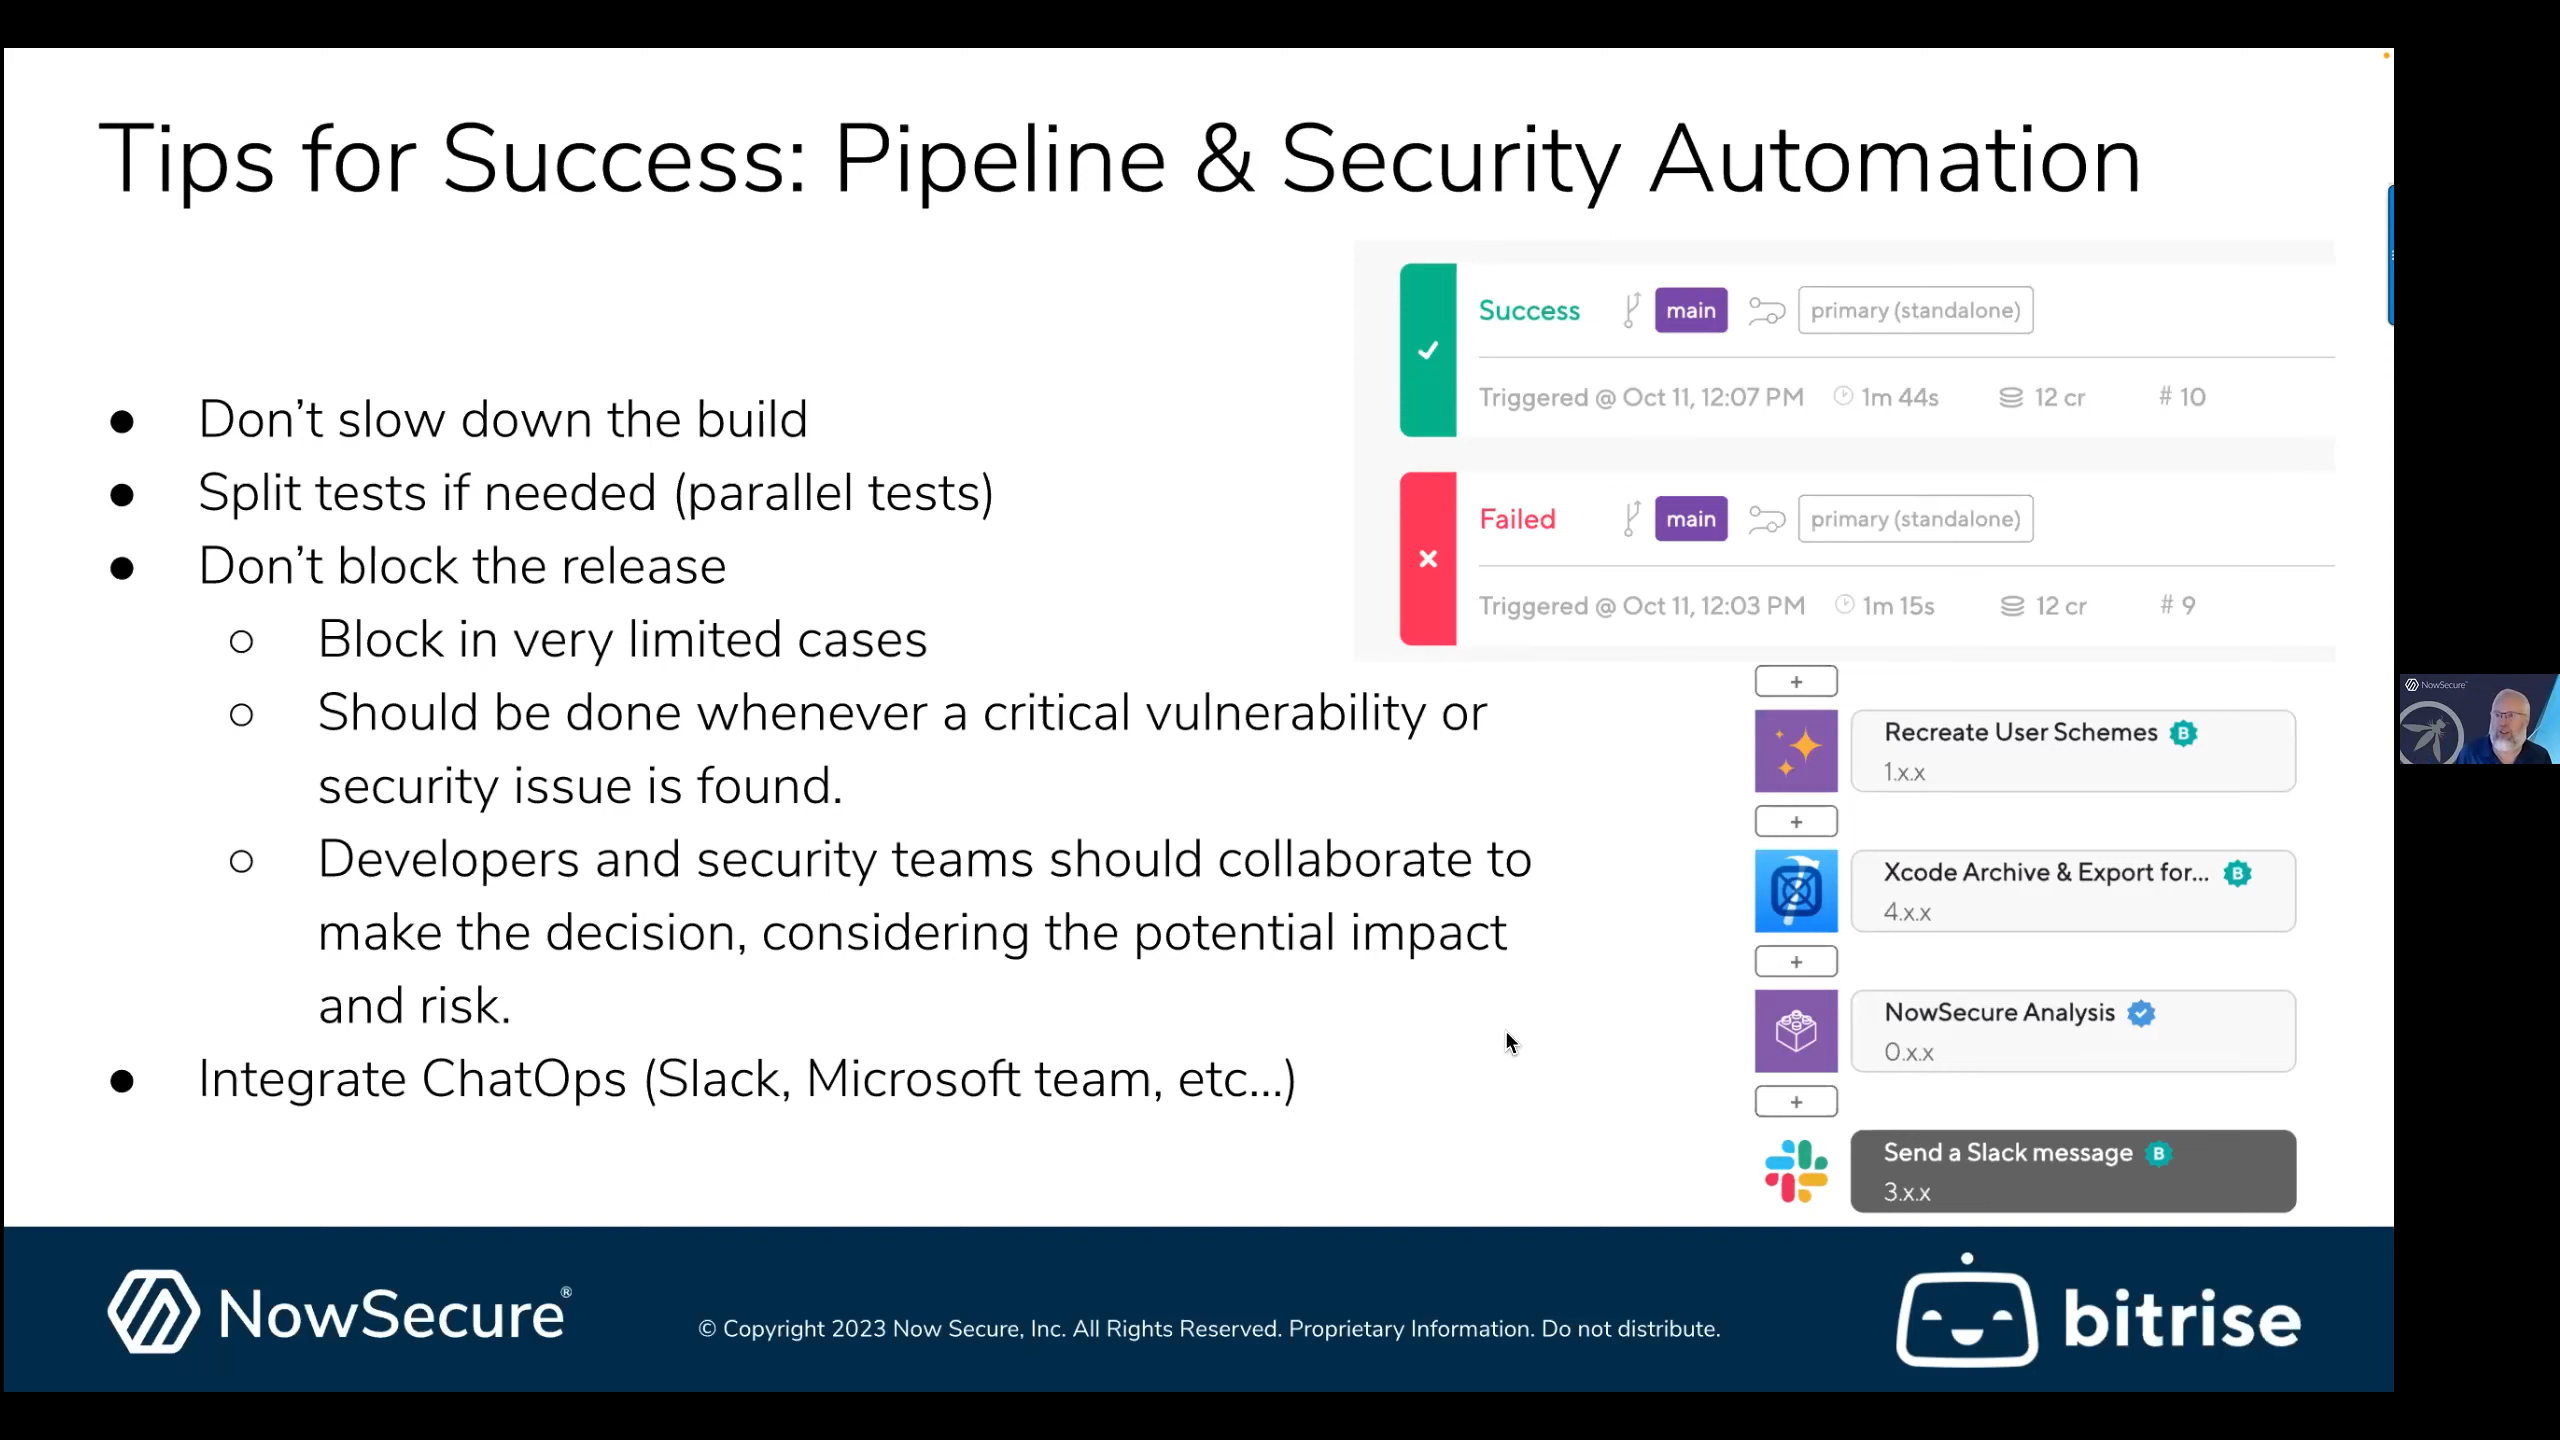 Tips for Success: Pipeline & Security Automation
● Don’t slow down the build
● Split tests if needed (parallel tests)
● Don’t block the release
○ Block in very limited cases
○ Should be done whenever a critical vulnerability or
security issue is found.
○ Developers and security teams should collaborate to
make the decision, considering the potential impact
and risk.
● Integrate ChatOps (Slack, Microsoft team, etc...)
Success main primary (standalone)
Triggered @ Oct 11, 12:07 PM 1m 44s 12 cr # 10
Failed main primary (standalone)
Triggered @ Oct 11, 12:03 PM 1m 15s 12 cr # 9
+
Recreate User Schemes B
1.x.x
+
Xcode Archive & Export for... B
4.x.x
+
NowSecure Analysis
0.x.x
+
Send a Slack message B
3.x.x
NowSecure
NowSecure®
© Copyright 2023 Now Secure, Inc. All Rights Reserved. Proprietary Information. Do not distribute.
bitrise